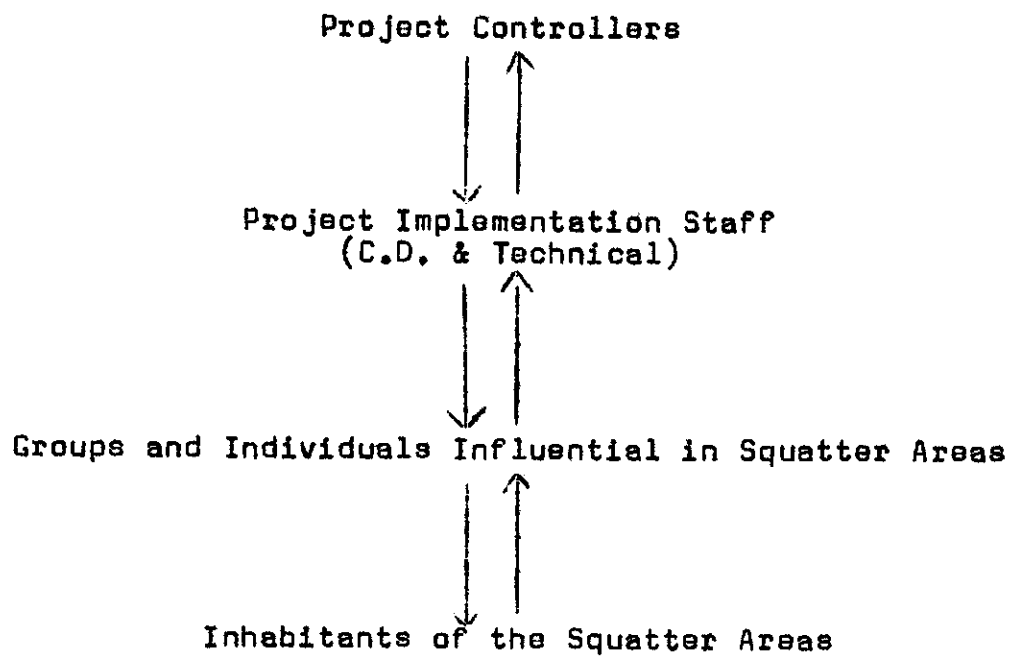 Project Controllers
Project Implementation Staff
(C.D. & Technical)
Groups and Individuals Influential in Squatter Areas
Inhabitants of the Squatter Areas